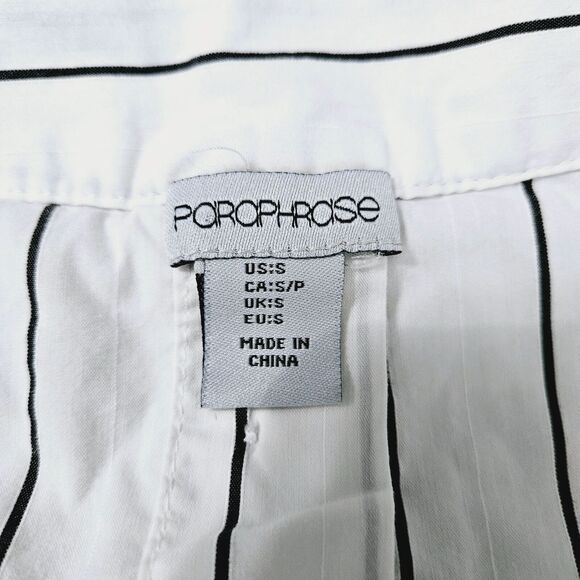 PARAPHRASE
US:S
CA:S/P
UK:S
EU:S
MADE IN
CHINA